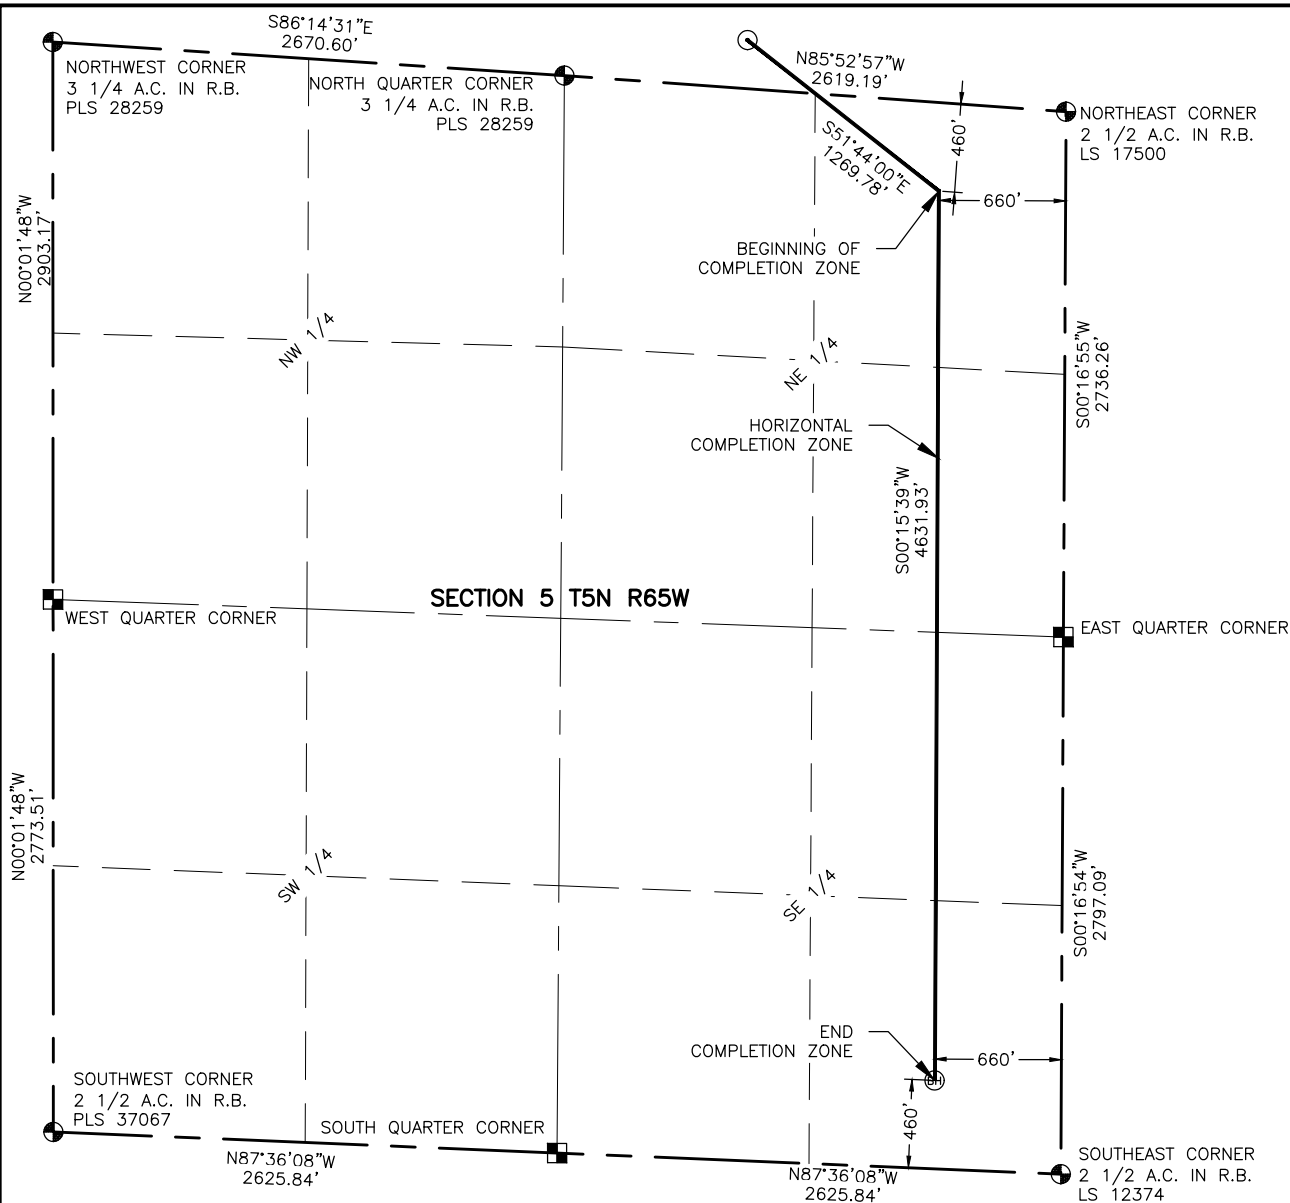 S86°14'31"E
2670.60'
NORTHWEST CORNER
3 1/4 A.C. IN R.B.
PLS 28259
NORTH QUARTER CORNER
3 1/4 A.C. IN R.B.
PLS 28259
N85°52'57"W
2619.19'
NORTHEAST CORNER
2 1/2 A.C. IN R.B.
LS 17500
460'
S51°44'00"E
1269.78'
660'
N00°01'48"W
2903.17'
BEGINNING OF
COMPLETION ZONE
NW 1/4
NE 1/4
S00°16'55"W
2736.26'
HORIZONTAL
COMPLETION ZONE
S00°15'39"W
4631.93'
SECTION 5 T5N R65W
WEST QUARTER CORNER
EAST QUARTER CORNER
N00°01'48"W
2773.51'
SW 1/4
SE 1/4
S00°16'54"W
2797.09'
END
COMPLETION ZONE
660'
BH
460'
SOUTHWEST CORNER
2 1/2 A.C. IN R.B.
PLS 37067
SOUTH QUARTER CORNER
N87°36'08"W
2625.84'
N87°36'08"W
2625.84'
SOUTHEAST CORNER
2 1/2 A.C. IN R.B.
LS 12374